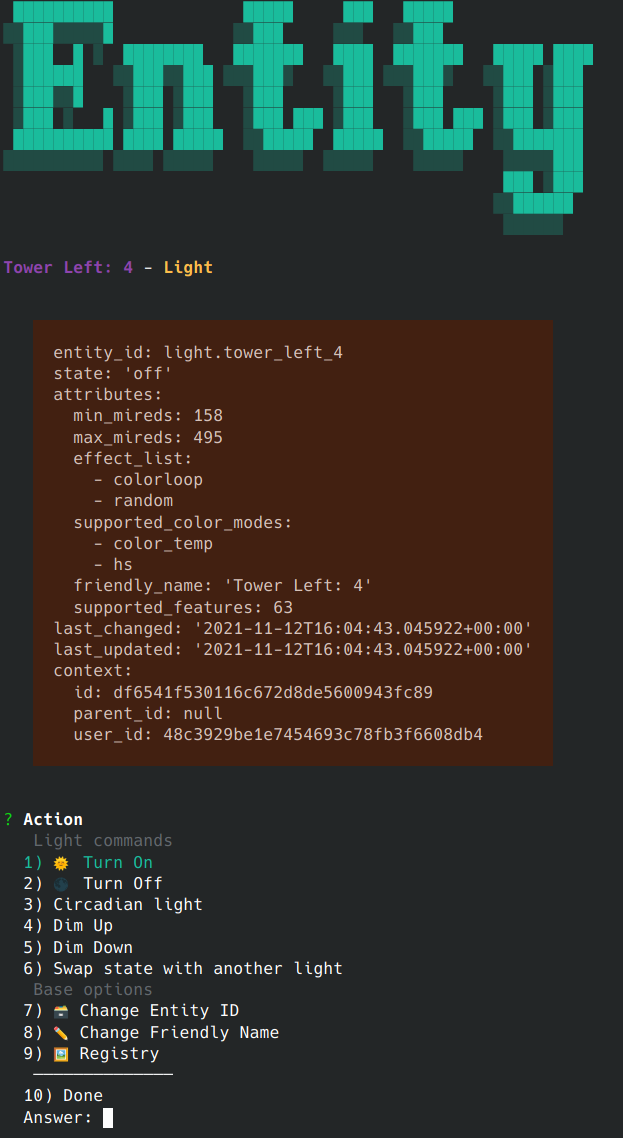 Entity
Tower Left: 4 - Light
entity_id: light.tower_left_4
state: 'off'
attributes:
  min_mireds: 158
  max_mireds: 495
  effect_list:
    - colorloop
    - random
  supported_color_modes:
    - color_temp
    - hs
  friendly_name: 'Tower Left: 4'
  supported_features: 63
last_changed: '2021-11-12T16:04:43.045922+00:00'
last_updated: '2021-11-12T16:04:43.045922+00:00'
context:
  id: df6541f530116c672d8de5600943fc89
  parent_id: null
  user_id: 48c3929be1e7454693c78fb3f6608db4
? Action
Light commands
1) 🌞 Turn On
2) 🌑 Turn Off
3) Circadian light
4) Dim Up
5) Dim Down
6) Swap state with another light
Base options
7) 🗃 Change Entity ID
8) ✏ Change Friendly Name
9) 🖼 Registry
──────────────
10) Done
Answer: